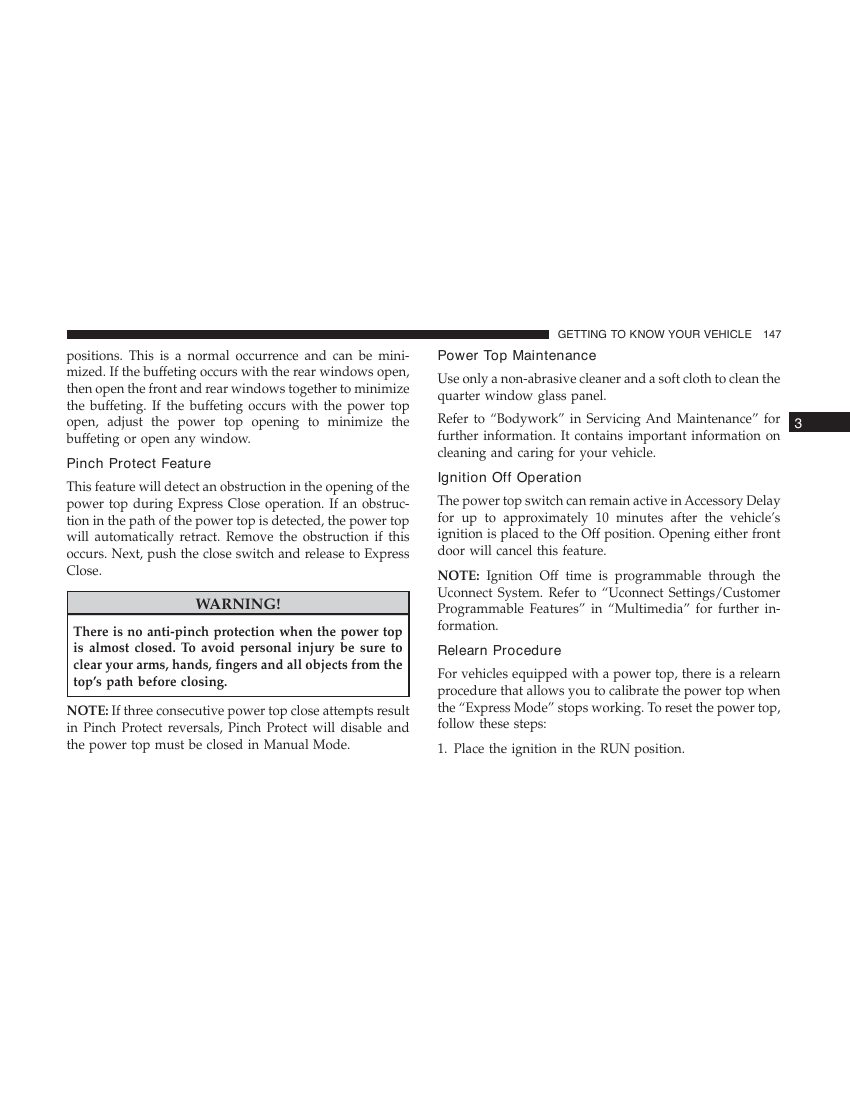 GETTING TO KNOW YOUR VEHICLE 147
positions. This is a normal occurrence and can be mini-
mized. If the buffeting occurs with the rear windows open,
then open the front and rear windows together to minimize
the buffeting. If the buffeting occurs with the power top
open, adjust the power top opening to minimize the
buffeting or open any window.
Pinch Protect Feature
This feature will detect an obstruction in the opening of the
power top during Express Close operation. If an obstruc-
tion in the path of the power top is detected, the power top
will automatically retract. Remove the obstruction if this
occurs. Next, push the close switch and release to Express
Close.
WARNING!
There is no anti-pinch protection when the power top
is almost closed. To avoid personal injury be sure to
clear your arms, hands, fingers and all objects from the
top's path before closing.
NOTE: If three consecutive power top close attempts result
in Pinch Protect reversals, Pinch Protect will disable and
the power top must be closed in Manual Mode.
Power Top Maintenance
Use only a non-abrasive cleaner and a soft cloth to clean the
quarter window glass panel.
Refer to “Bodywork” in Servicing And Maintenance” for
further information. It contains important information on
cleaning and caring for your vehicle.
Ignition Off Operation
The power top switch can remain active in Accessory Delay
for up to approximately 10 minutes after the vehicle's
ignition is placed to the Off position. Opening either front
door will cancel this feature.
NOTE: Ignition Off time is programmable through the
Uconnect System. Refer to “Uconnect Settings/Customer
Programmable Features” in “Multimedia” for further in-
formation.
Relearn Procedure
For vehicles equipped with a power top, there is a relearn
procedure that allows you to calibrate the power top when
the “Express Mode” stops working. To reset the power top,
follow these steps:
1. Place the ignition in the RUN position.
3